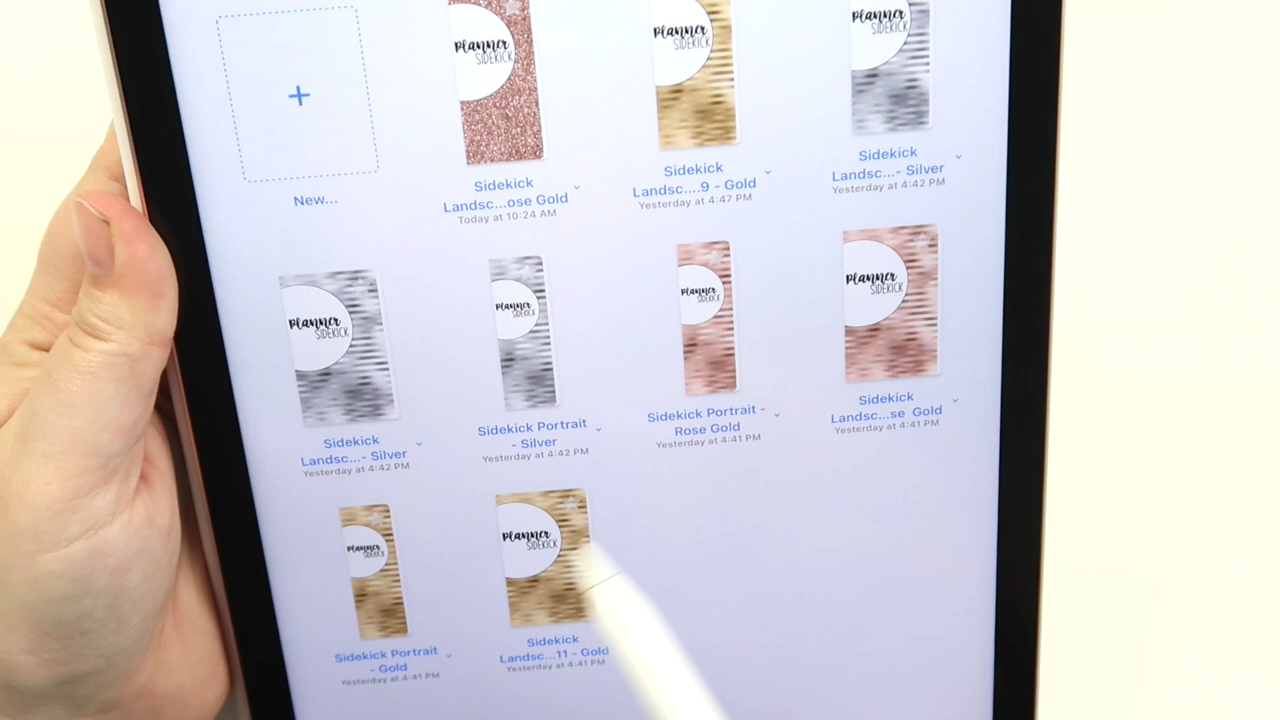 planner
SIDEKICK
planner
SIDEKICK
planner
SIDEKICK
New...
Sidekick
Landsc...ose Gold
Today at 10:24 AM
Sidekick
Landsc....9 - Gold
Yesterday at 4:47 PM
Sidekick
Landsc...- Silver
Yesterday at 4:42 PM
planner
SIDEKICK
planner
SIDEKICK
planner
SIDEKICK
planner
SIDEKICK
Sidekick
Landsc...- Silver
Yesterday at 4:42 PM
Sidekick Portrait
- Silver
Yesterday at 4:42 PM
Sidekick Portrait -
Rose Gold
Yesterday at 4:41 PM
Sidekick
Landsc...se Gold
Yesterday at 4:41 PM
planner
SIDEKICK
planner
SIDEKICK
Sidekick Portrait
- Gold
Yesterday at 4:41 PM
Sidekick
Landsc...11 - Gold
Yesterday at 4:41 PM